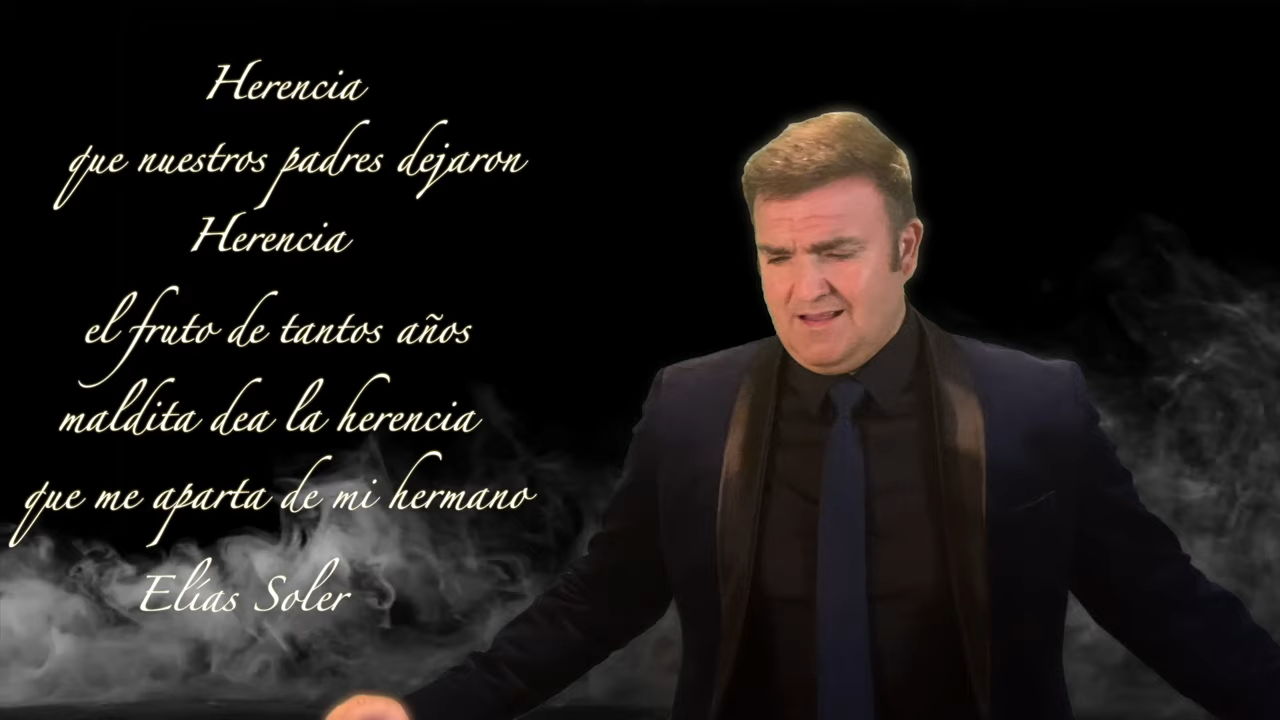 Herencia
que nuestros padres dejaron
Herencia
el fruto de tantos años
maldita dea la herencia
que me aparta de mi hermano
Elías Soler